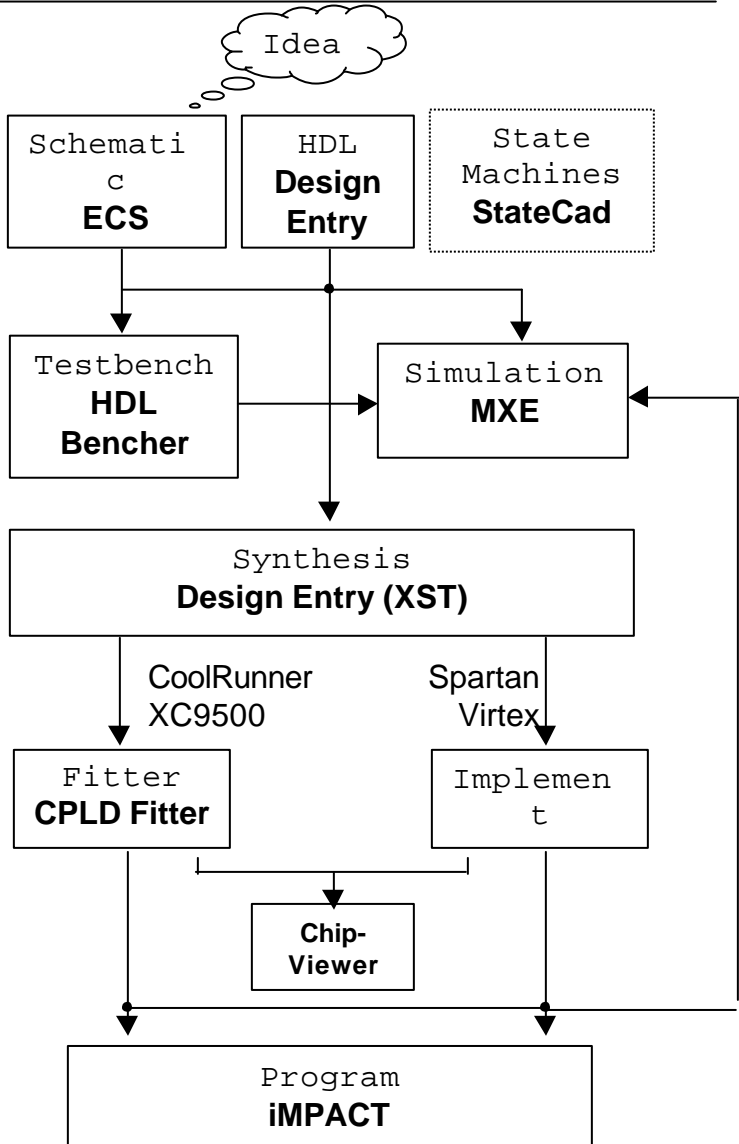 Idea
Schemati
c
ECS
HDL
Design
Entry
State
Machines
StateCad
Testbench
HDL
Bencher
Simulation
MXE
Synthesis
Design Entry (XST)
CoolRunner
XC9500
Spartan
Virtex
Fitter
CPLD Fitter
Implemen
t
Chip-
Viewer
Program
iMPACT